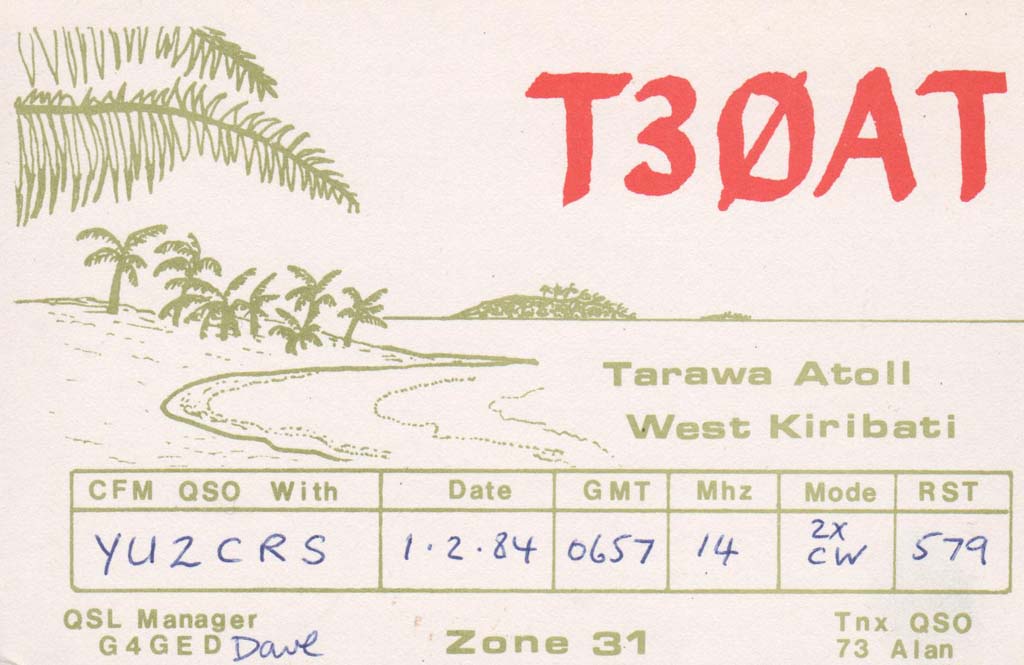 T3ØAT
Tarawa Atoll
West Kiribati
CFM QSO With Date GMT Mhz Mode RST
YU2CRS 1.2.84 0657 14 2X CW 579
QSL Manager
G4GED Dave
Zone 31
Tnx QSO
73 Alan